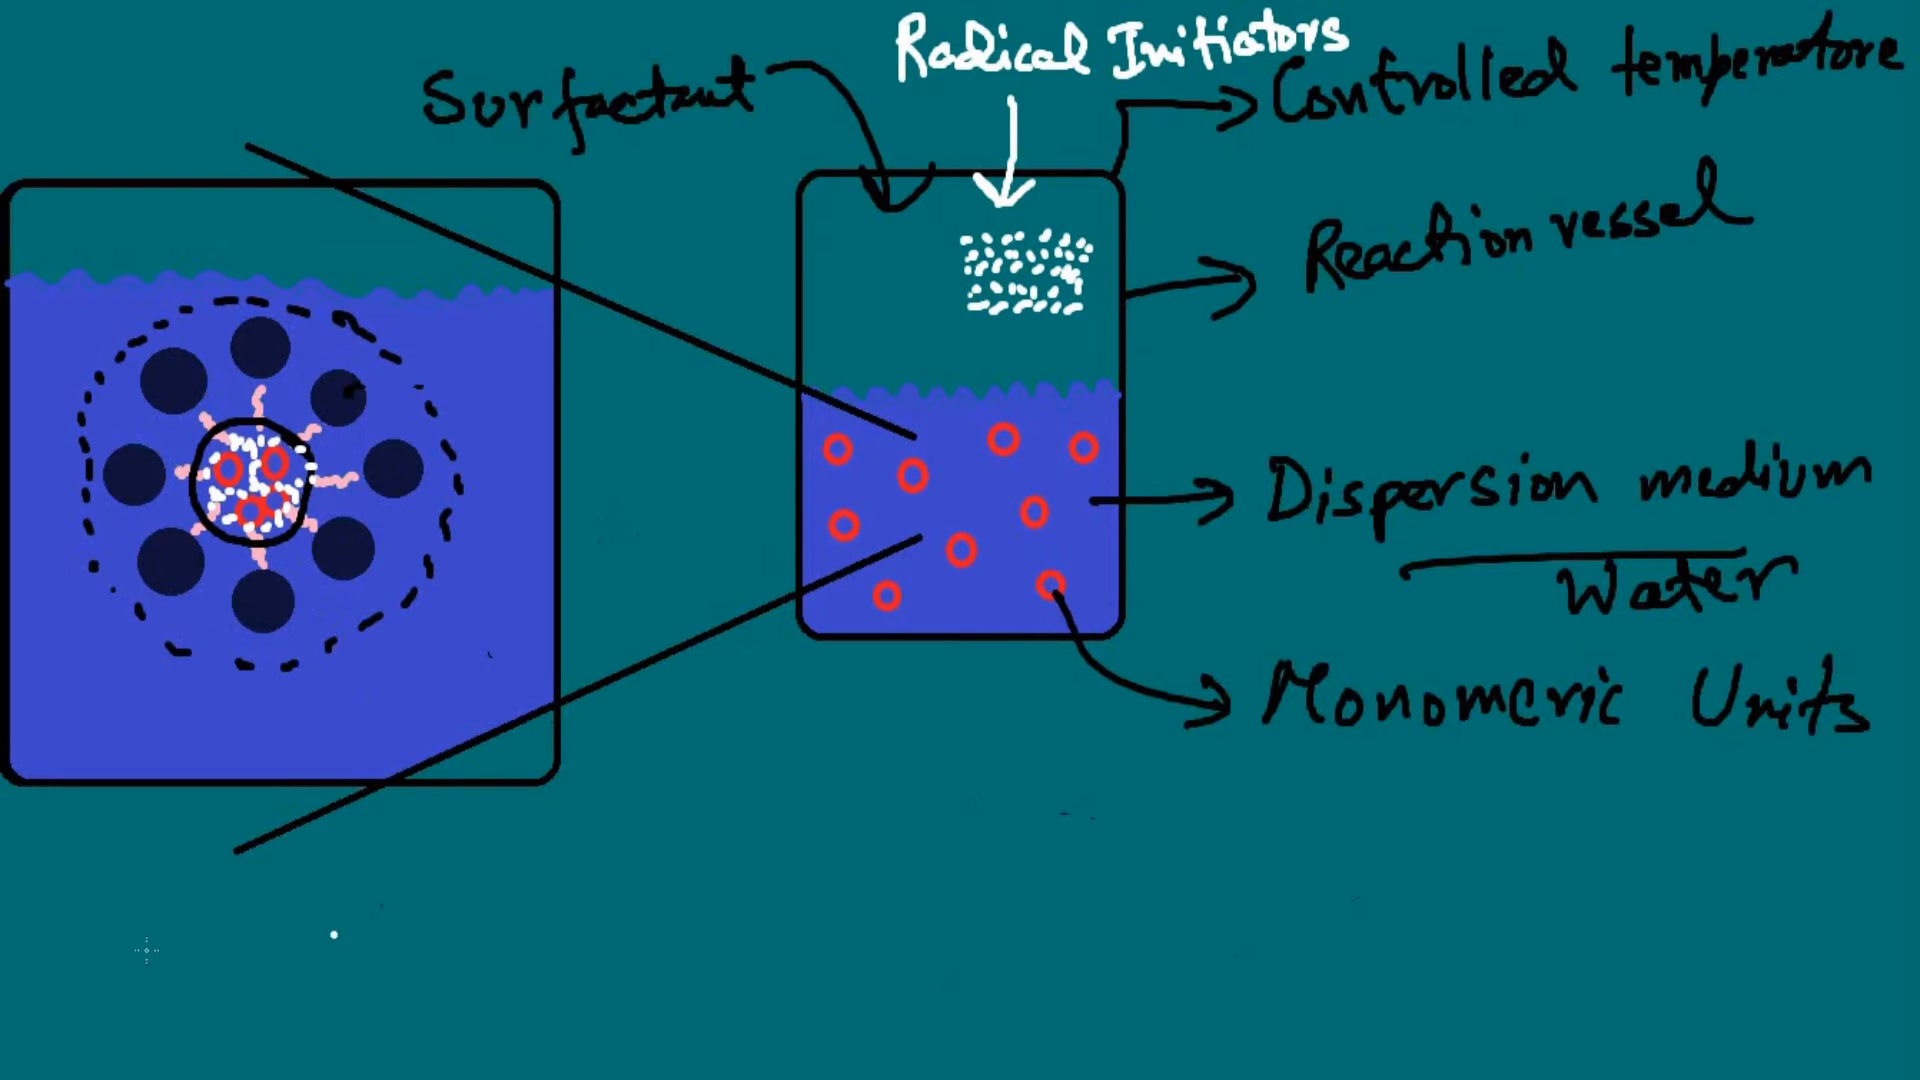 Radical Initiators
Surfactant
Controlled temperature
Reaction vessel
Dispersion medium
Water
Monomeric Units